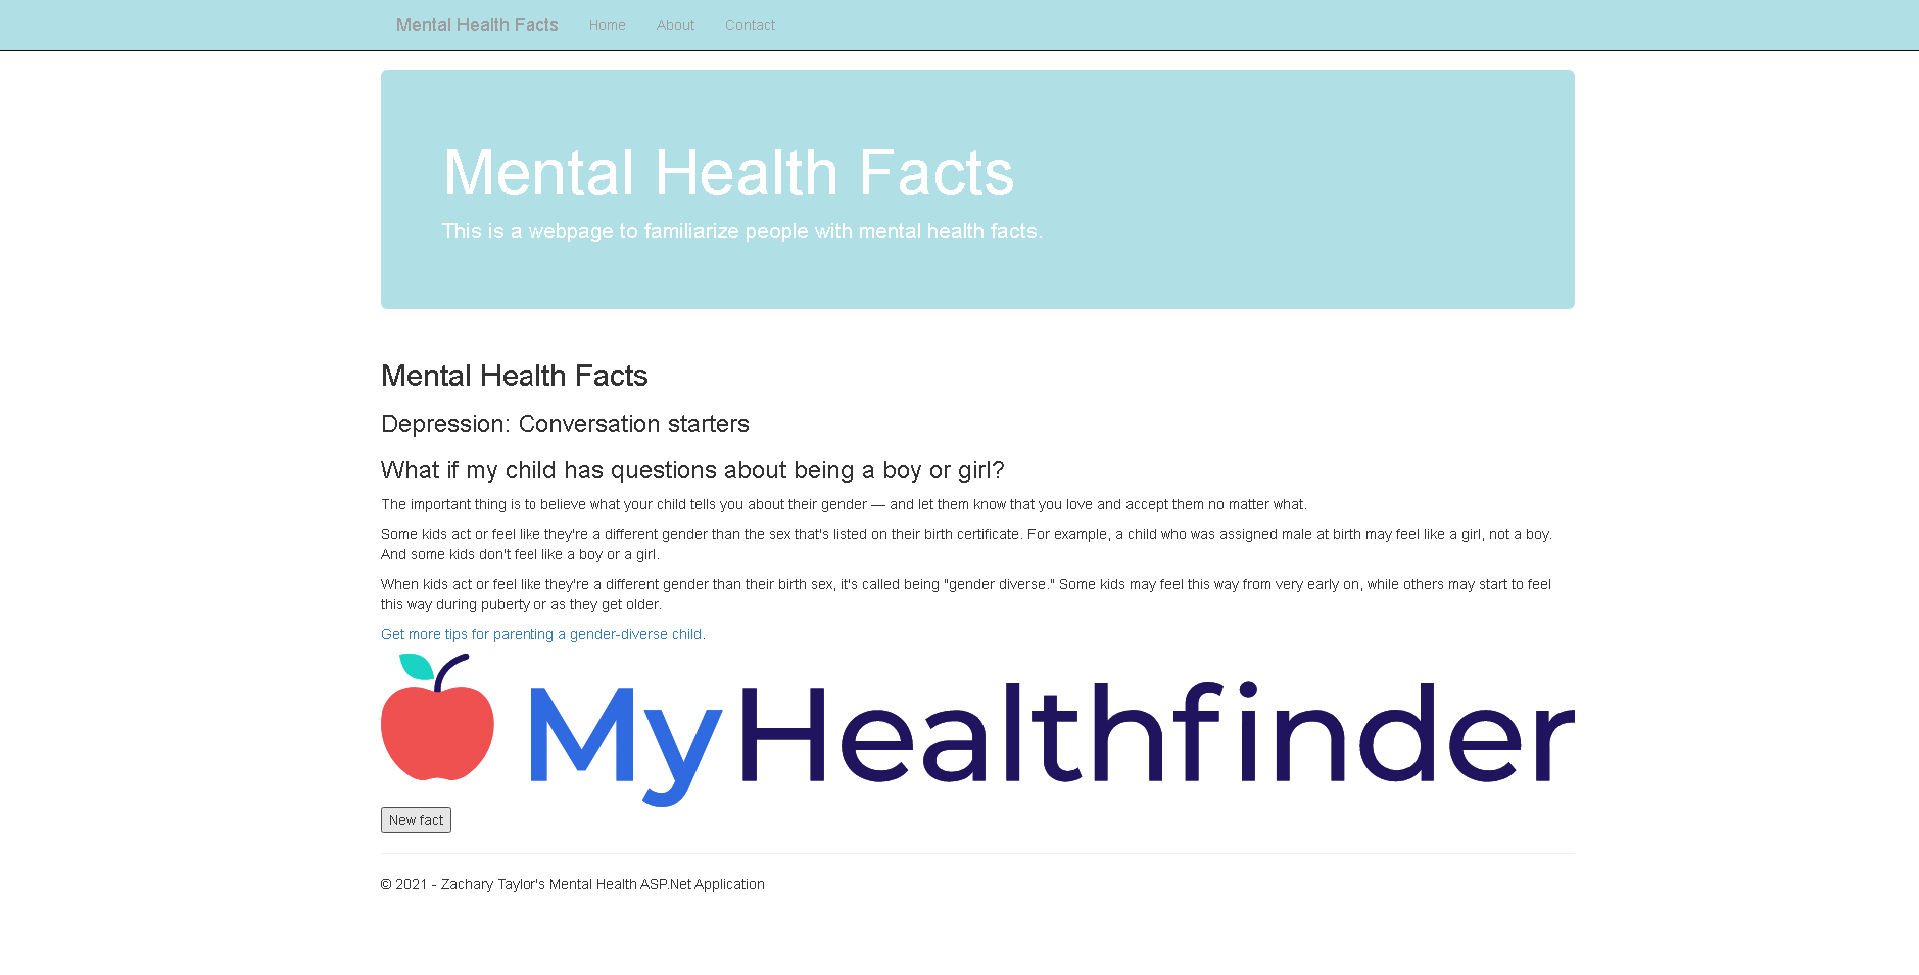 Mental Health Facts Home About Contact
Mental Health Facts
This is a webpage to familiarize people with mental health facts.
Mental Health Facts
Depression: Conversation starters
What if my child has questions about being a boy or girl?
The important thing is to believe what your child tells you about their gender — and let them know that you love and accept them no matter what.
Some kids act or feel like they're a different gender than the sex that's listed on their birth certificate. For example, a child who was assigned male at birth may feel like a girl, not a boy.
And some kids don't feel like a boy or a girl.
When kids act or feel like they're a different gender than their birth sex, it's called being "gender diverse." Some kids may feel this way from very early on, while others may start to feel
this way during puberty or as they get older.
Get more tips for parenting a gender-diverse child.
MyHealthfinder
New fact
© 2021 - Zachary Taylor's Mental Health ASP.Net Application